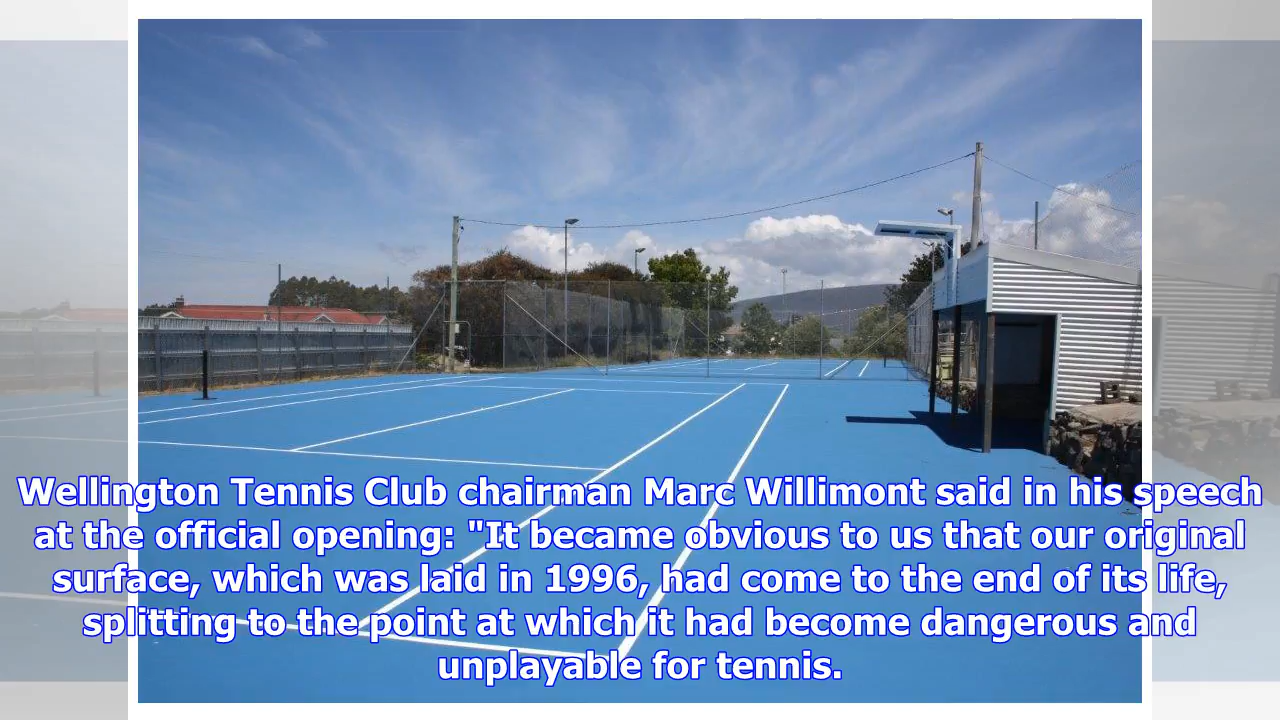 Wellington Tennis Club chairman Marc Willimont said in his speech
at the official opening: "It became obvious to us that our original
surface, which was laid in 1996, had come to the end of its life,
splitting to the point at which it had become dangerous and
unplayable for tennis.